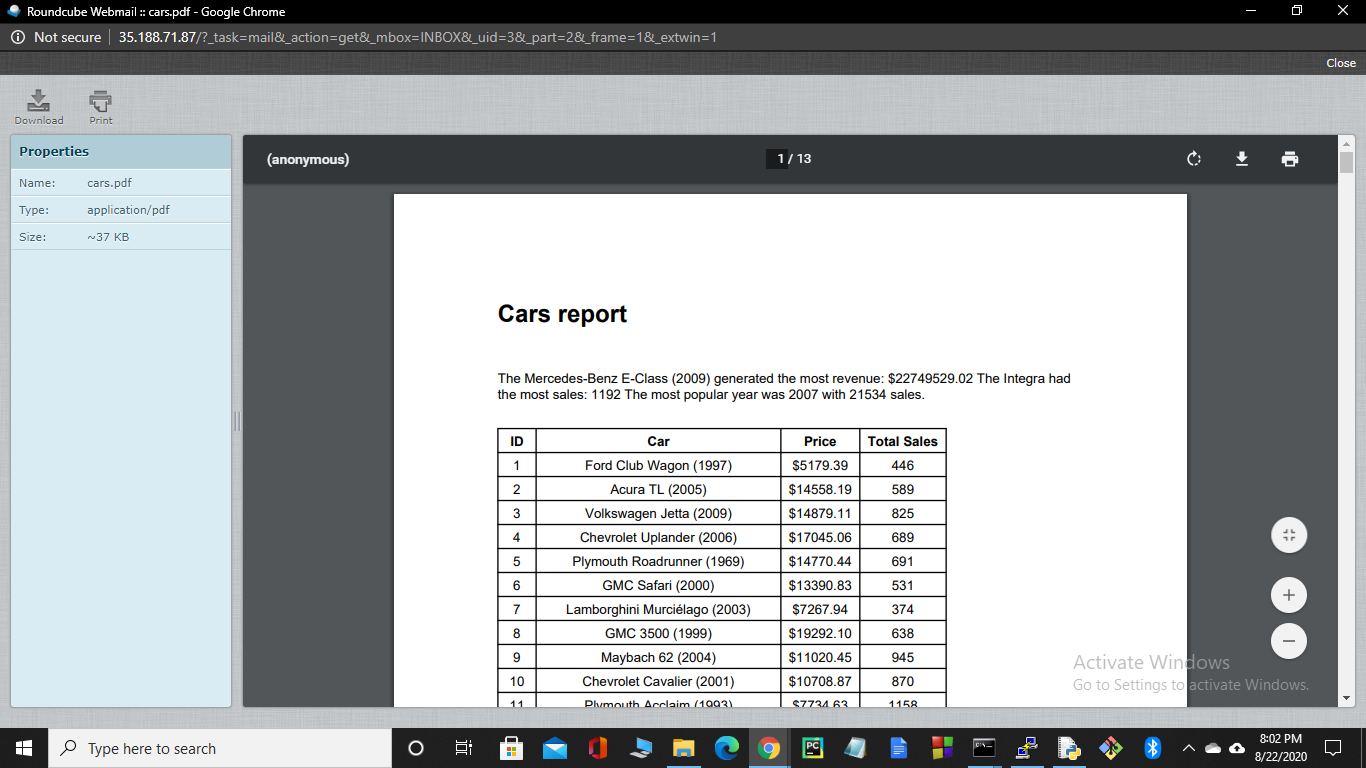 Roundcube Webmail :: cars.pdf - Google Chrome
Not secure 35.188.71.87/?_task=mail&_action=get&_mbox=INBOX&_uid=3&_part=2&_frame=1&_extwin=1
Close
Download Print
Properties
Name: cars.pdf
Type: application/pdf
Size: ~37 KB
(anonymous) 1 / 13
Cars report
The Mercedes-Benz E-Class (2009) generated the most revenue: $22749529.02 The Integra had
the most sales: 1192 The most popular year was 2007 with 21534 sales.
ID Car Price Total Sales
1 Ford Club Wagon (1997) $5179.39 446
2 Acura TL (2005) $14558.19 589
3 Volkswagen Jetta (2009) $14879.11 825
4 Chevrolet Uplander (2006) $17045.06 689
5 Plymouth Roadrunner (1969) $14770.44 691
6 GMC Safari (2000) $13390.83 531
7 Lamborghini Murciélago (2003) $7267.94 374
8 GMC 3500 (1999) $19292.10 638
9 Maybach 62 (2004) $11020.45 945
10 Chevrolet Cavalier (2001) $10708.87 870
11 Plymouth Acclaim (1993) $7734.63 1158
Activate Windows
Go to Settings to activate Windows.
Type here to search
PC
8:02 PM
8/22/2020